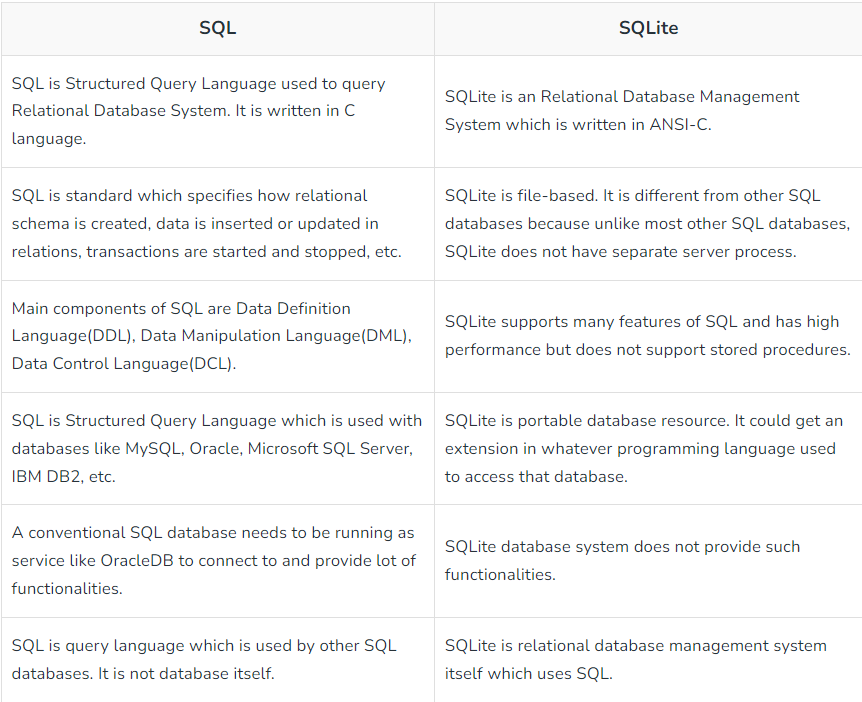 SQL
SQLite
SQL is Structured Query Language used to query
Relational Database System. It is written in C
language.
SQLite is an Relational Database Management
System which is written in ANSI-C.
SQL is standard which specifies how relational
schema is created, data is inserted or updated in
relations, transactions are started and stopped, etc.
SQLite is file-based. It is different from other SQL
databases because unlike most other SQL databases,
SQLite does not have separate server process.
Main components of SQL are Data Definition
Language(DDL), Data Manipulation Language(DML),
Data Control Language(DCL).
SQLite supports many features of SQL and has high
performance but does not support stored procedures.
SQL is Structured Query Language which is used with
databases like MySQL, Oracle, Microsoft SQL Server,
IBM DB2, etc.
SQLite is portable database resource. It could get an
extension in whatever programming language used
to access that database.
A conventional SQL database needs to be running as
service like OracleDB to connect to and provide lot of
functionalities.
SQLite database system does not provide such
functionalities.
SQL is query language which is used by other SQL
databases. It is not database itself.
SQLite is relational database management system
itself which uses SQL.